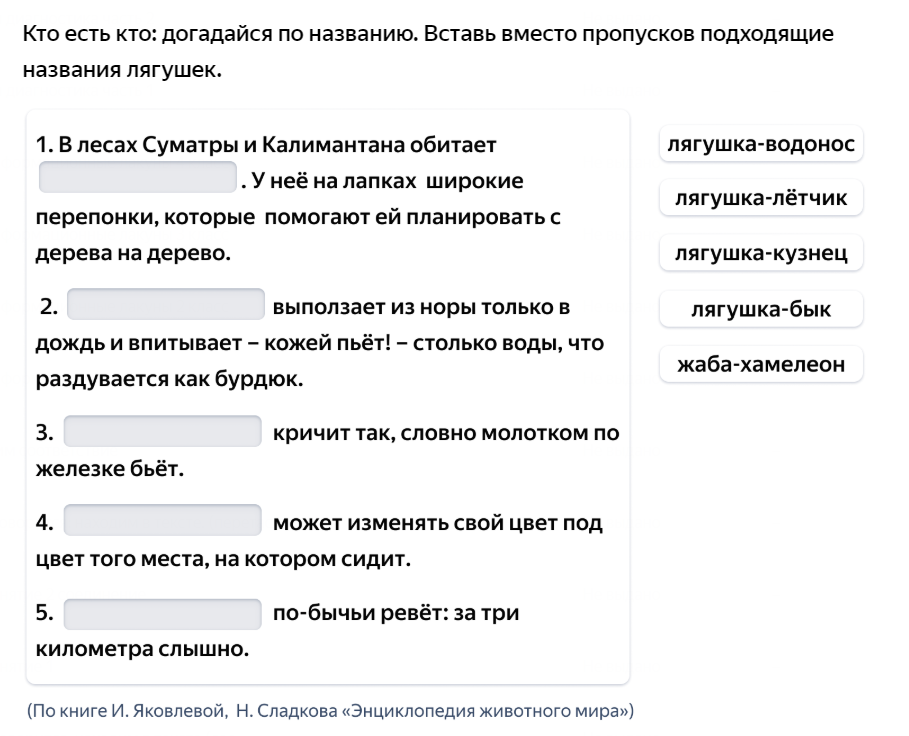 Кто есть кто: догадайся по названию. Вставь вместо пропусков подходящие
названия лягушек.
1. В лесах Суматры и Калимантана обитает
. У неё на лапках широкие
перепонки, которые помогают ей планировать с
дерева на дерево.
2. выползает из норы только в
дождь и впитывает – кожей пьёт! – столько воды, что
раздувается как бурдюк.
3. кричит так, словно молотком по
железке бьёт.
4. может изменять свой цвет под
цвет того места, на котором сидит.
5. по-бычьи ревёт: за три
километра слышно.
лягушка-водонос
лягушка-лётчик
лягушка-кузнец
лягушка-бык
жаба-хамелеон
(По книге И. Яковлевой, Н. Сладкова «Энциклопедия животного мира»)